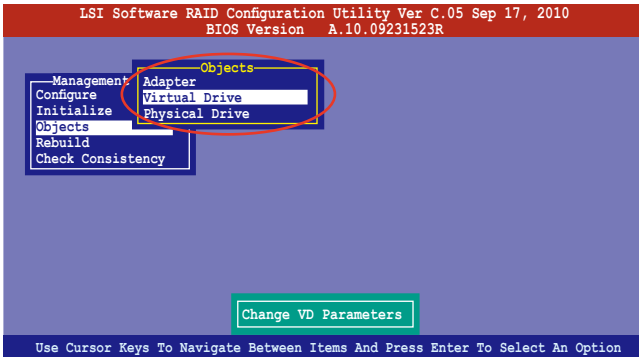 LSI Software RAID Configuration Utility Ver C.05 Sep 17, 2010
BIOS Version A.10.09231523R
Management
Configure
Initialize
Objects
Rebuild
Check Consistency
Objects
Adapter
Virtual Drive
Physical Drive
Change VD Parameters
Use Cursor Keys To Navigate Between Items And Press Enter To Select An Option